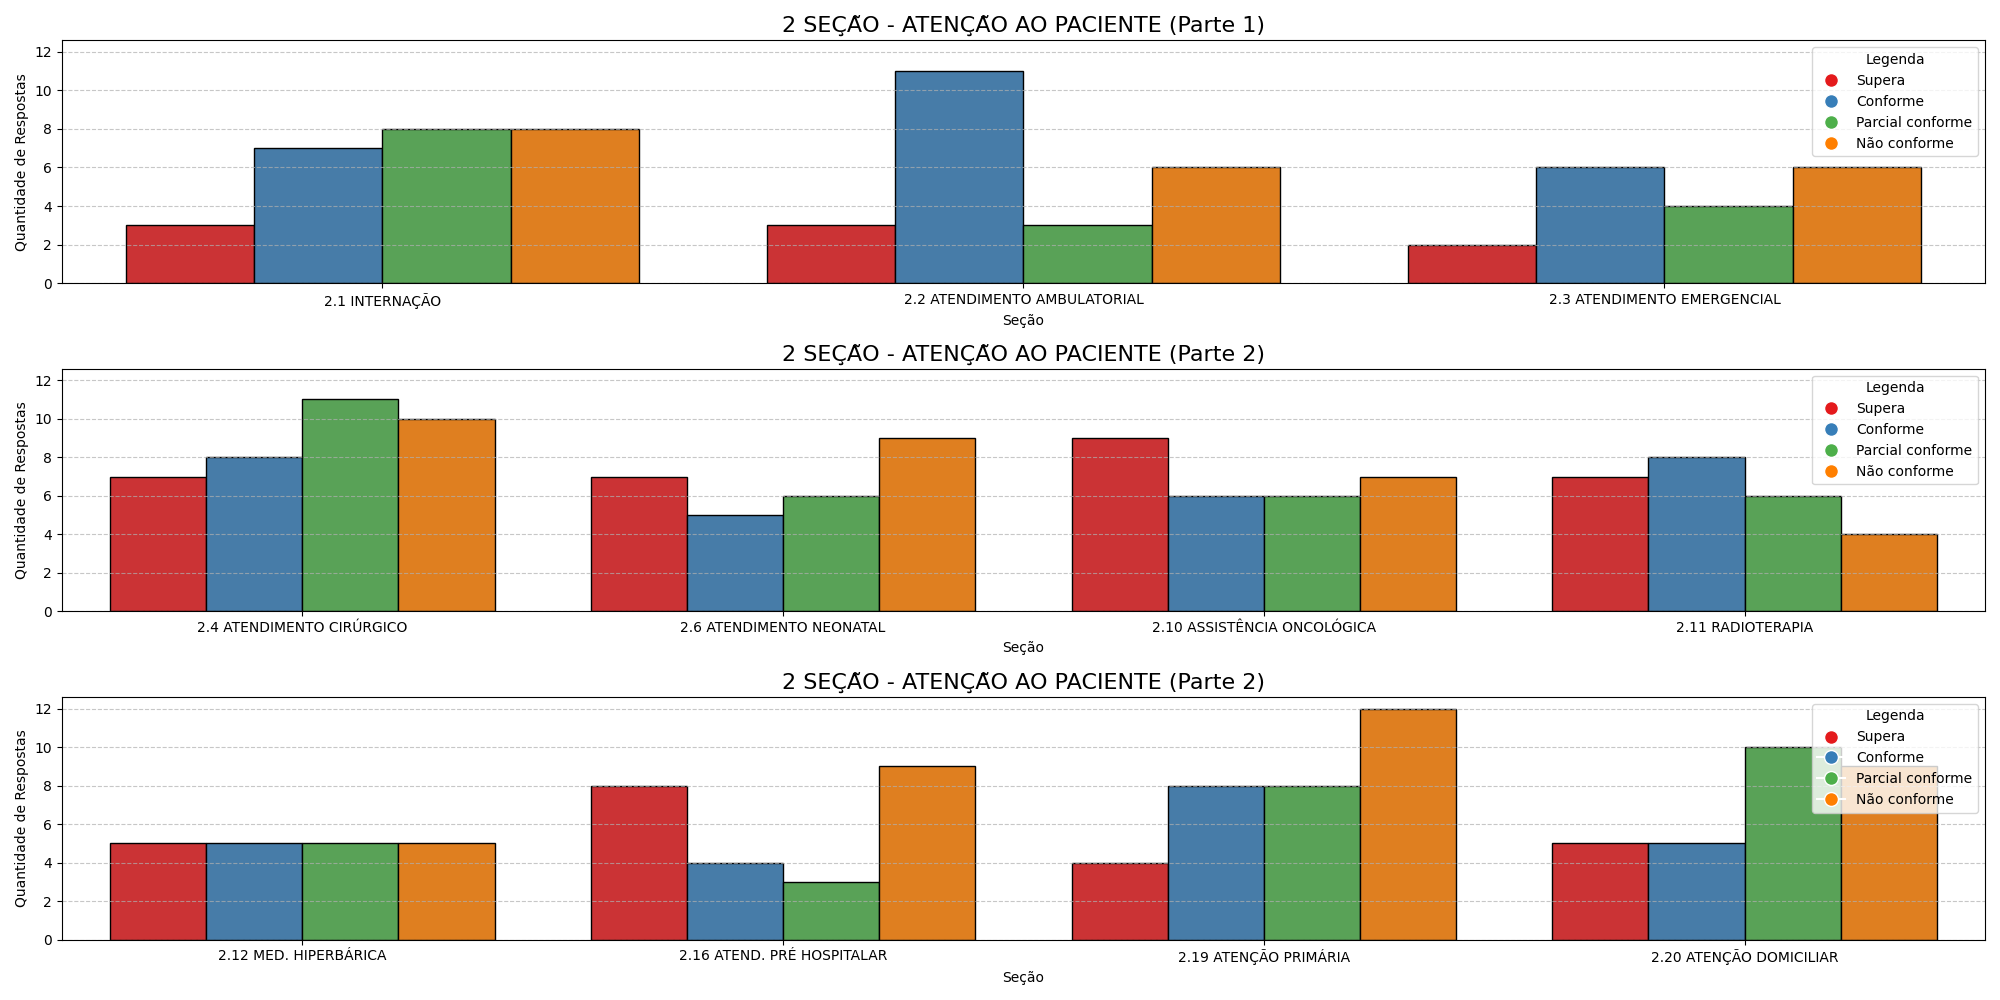 2 SEÇÃO - ATENÇÃO AO PACIENTE (Parte 1)
Quantidade de Respostas
12
10
8
6
4
2
0
Legenda
Supera
Conforme
Parcial conforme
Não conforme
2.1 INTERNAÇÃO
2.2 ATENDIMENTO AMBULATORIAL
2.3 ATENDIMENTO EMERGENCIAL
Seção
2 SEÇÃO - ATENÇÃO AO PACIENTE (Parte 2)
Quantidade de Respostas
12
10
8
6
4
2
0
Legenda
Supera
Conforme
Parcial conforme
Não conforme
2.4 ATENDIMENTO CIRÚRGICO
2.6 ATENDIMENTO NEONATAL
2.10 ASSISTÊNCIA ONCOLÓGICA
2.11 RADIOTERAPIA
Seção
2 SEÇÃO - ATENÇÃO AO PACIENTE (Parte 2)
Quantidade de Respostas
12
10
8
6
4
2
0
Legenda
Supera
Conforme
Parcial conforme
Não conforme
2.12 MED. HIPERBÁRICA
2.16 ATEND. PRÉ HOSPITALAR
2.19 ATENÇÃO PRIMÁRIA
2.20 ATENÇÃO DOMICILIAR
Seção